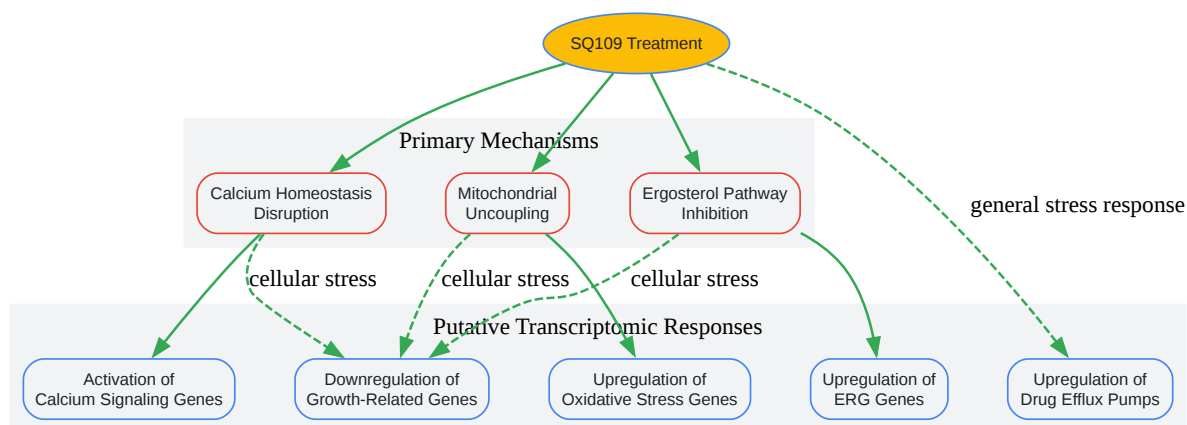 SQ109 Treatment
Primary Mechanisms
Calcium Homeostasis
Disruption
Mitochondrial
Uncoupling
Ergosterol Pathway
Inhibition
general stress response
cellular stress
cellular stress
cellular stress
Putative Transcriptomic Responses
Activation of
Calcium Signaling Genes
Downregulation of
Growth-Related Genes
Upregulation of
Oxidative Stress Genes
Upregulation of
ERG Genes
Upregulation of
Drug Efflux Pumps